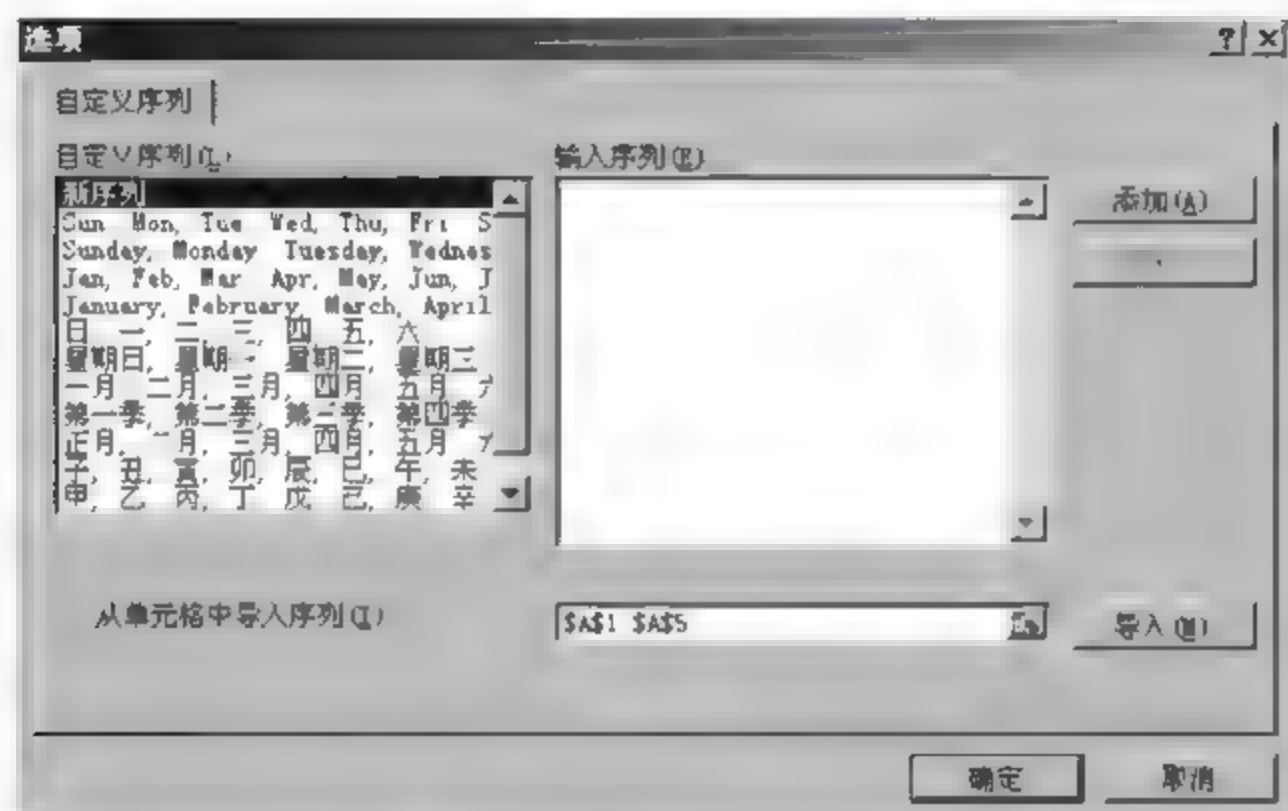 选项
自定义序列
自定义序列(L)
输入序列(E)
新序列
Sun Mon, Tue Wed, Thu, Fri S
Sunday, Monday Tuesday, Wednes
Jan, Feb, Mar Apr, May, Jun, J
January, February, March, April
日 一, 二, 三, 四 五, 六
星期日, 星期一 星期二, 星期三
一月 二月, 三月, 四月 五月
第一季, 第二季, 第三季, 第四季
正月, 二月, 三月, 四月, 五月
子, 丑, 寅, 卯, 辰, 巳, 午, 未
甲, 乙 丙, 丁 戊 己, 庚 辛
添加(A)
从单元格中导入序列(I)
$A$1 $A$5
导入(M)
确定
取消